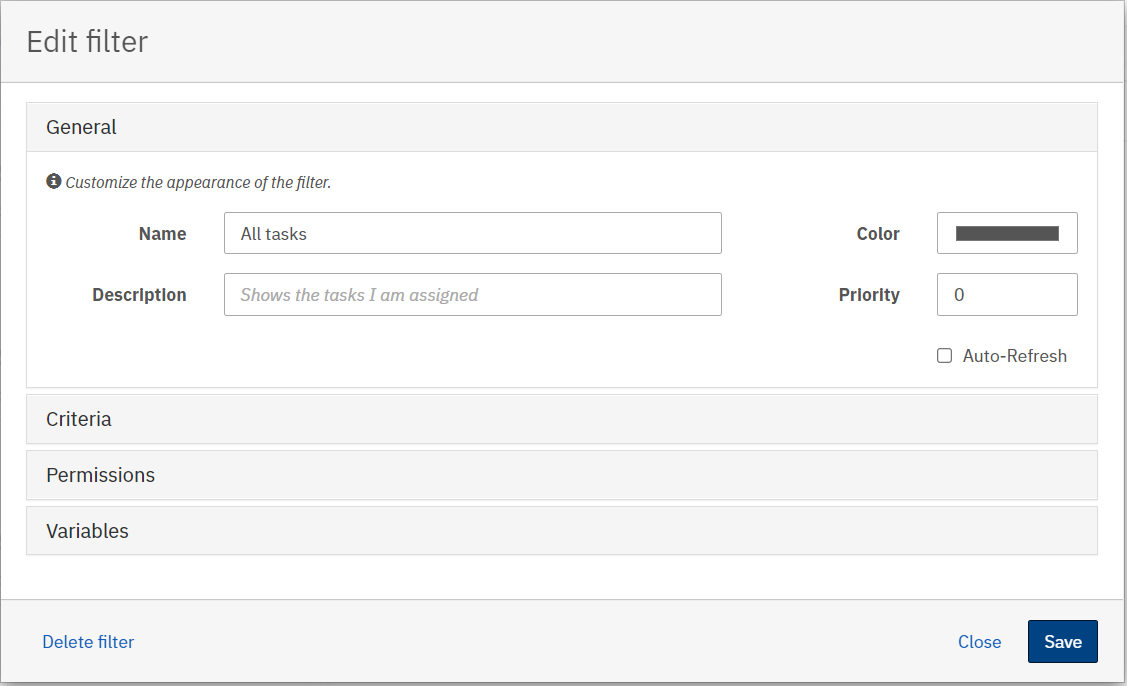 Edit filter
General
Customize the appearance of the filter.
Name
All tasks
Color
Description
Shows the tasks I am assigned
Priority
0
Auto-Refresh
Criteria
Permissions
Variables
Delete filter
Close
Save